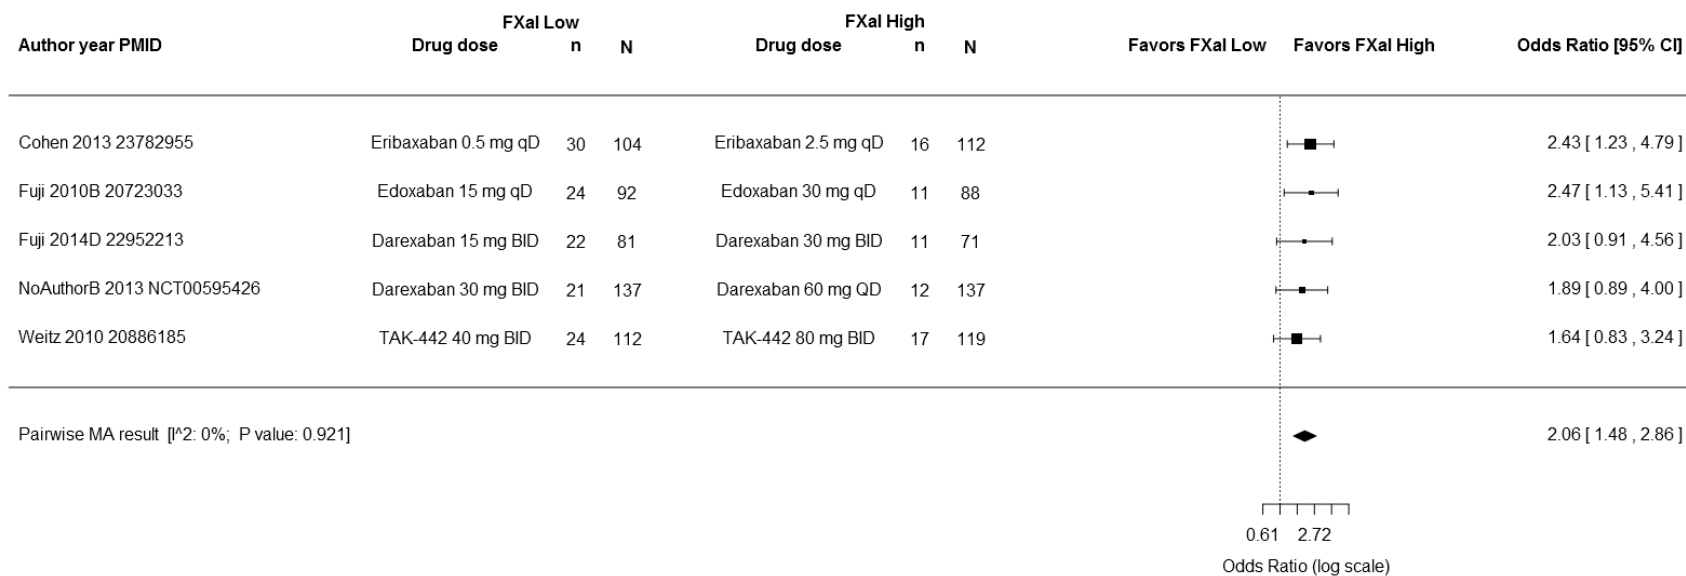 FXaI Low FXaI High
Author year PMID Drug dose n N Drug dose n N Favors FXaI Low Favors FXaI High Odds Ratio [95% CI]
Cohen 2013 23782955 Eribaxaban 0.5 mg qD 30 104 Eribaxaban 2.5 mg qD 16 112 2.43 [ 1.23 , 4.79 ]
Fuji 2010B 20723033 Edoxaban 15 mg qD 24 92 Edoxaban 30 mg qD 11 88 2.47 [ 1.13 , 5.41 ]
Fuji 2014D 22952213 Darexaban 15 mg BID 22 81 Darexaban 30 mg BID 11 71 2.03 [ 0.91 , 4.56 ]
NoAuthorB 2013 NCT00595426 Darexaban 30 mg BID 21 137 Darexaban 60 mg QD 12 137 1.89 [ 0.89 , 4.00 ]
Weitz 2010 20886185 TAK-442 40 mg BID 24 112 TAK-442 80 mg BID 17 119 1.64 [ 0.83 , 3.24 ]
Pairwise MA result [I^2: 0%; P value: 0.921] 2.06 [ 1.48 , 2.86 ]
0.61 2.72
Odds Ratio (log scale)